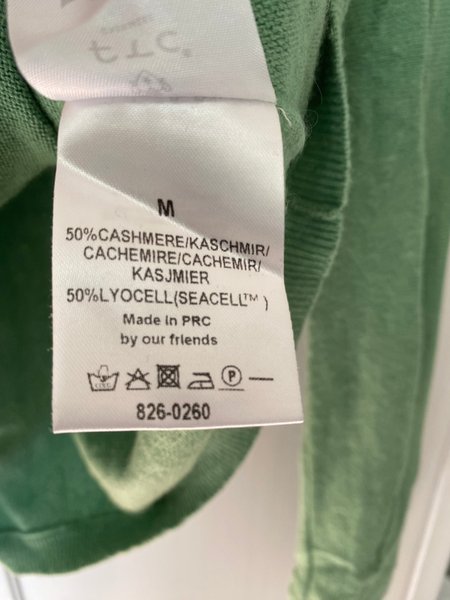 M
50%CASHMERE/KASCHMIR/
CACHEMIRE/CACHEMIR/
KASJMIER
50%LYOCELL(SEACELL™ )
Made in PRC
by our friends
P
826-0260